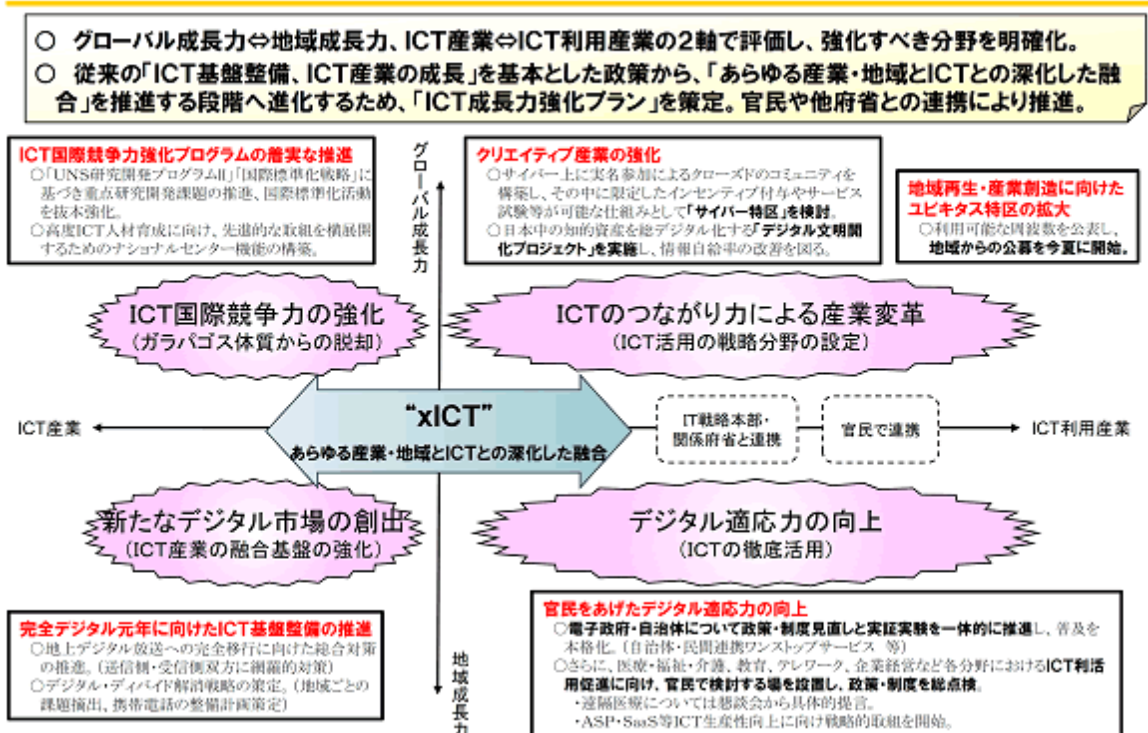 ○ グローバル成長力⇔地域成長力、ICT産業⇔ICT利用産業の2軸で評価し、強化すべき分野を明確化。
○ 従来の「ICT基盤整備、ICT産業の成長」を基本とした政策から、「あらゆる産業・地域とICTとの深化した融
合」を推進する段階へ進化するため、「ICT成長力強化プラン」を策定。官民や他府省との連携により推進。
ICT国際競争力強化プログラムの着実な推進
○「UNS研究開発プログラムⅡ」「国際標準化戦略」に
基づき重点研究開発課題の推進、国際標準化活動
を抜本強化。
○高度ICT人材育成に向け、先進的な取組を横展開
するためのナショナルセンター機能の構築。
グローバル成長力
クリエイティブ産業の強化
○サイバー上に実名参加によるクローズドのコミュニティを
構築し、その中に限定したインセンティブ付与やサービス
試験等が可能な仕組みとして「サイバー特区」を検討。
○日本中の知的資産を総デジタル化する「デジタル文明開
化プロジェクト」を実施し、情報自給率の改善を図る。
地域再生・産業創造に向けた
ユビキタス特区の拡大
○利用可能な周波数を公表し、
地域からの公募を今夏に開始。
ICT国際競争力の強化
(ガラパゴス体質からの脱却)
ICTのつながり力による産業変革
(ICT活用の戦略分野の設定)
ICT産業
“xICT”
あらゆる産業・地域とICTとの深化した融合
IT戦略本部・
関係府省と連携
官民で連携
ICT利用産業
新たなデジタル市場の創出
(ICT産業の融合基盤の強化)
デジタル適応力の向上
(ICTの徹底活用)
完全デジタル元年に向けたICT基盤整備の推進
○地上デジタル放送への完全移行に向けた総合対策
の推進。(送信側・受信側双方に網羅的対策)
○デジタル・ディバイド解消戦略の策定。(地域ごとの
課題摘出、携帯電話の整備計画策定)
地域成長力
官民をあげたデジタル適応力の向上
○電子政府・自治体について政策・制度見直しと実証実験を一体的に推進し、普及を
本格化。(自治体・民間連携ワンストップサービス 等)
○さらに、医療・福祉・介護、教育、テレワーク、企業経営など各分野におけるICT利活
用促進に向け、官民で検討する場を設置し、政策・制度を総点検。
・遠隔医療については懇談会から具体的提言。
・ASP・SaaS等ICT生産性向上に向け戦略的取組を開始。